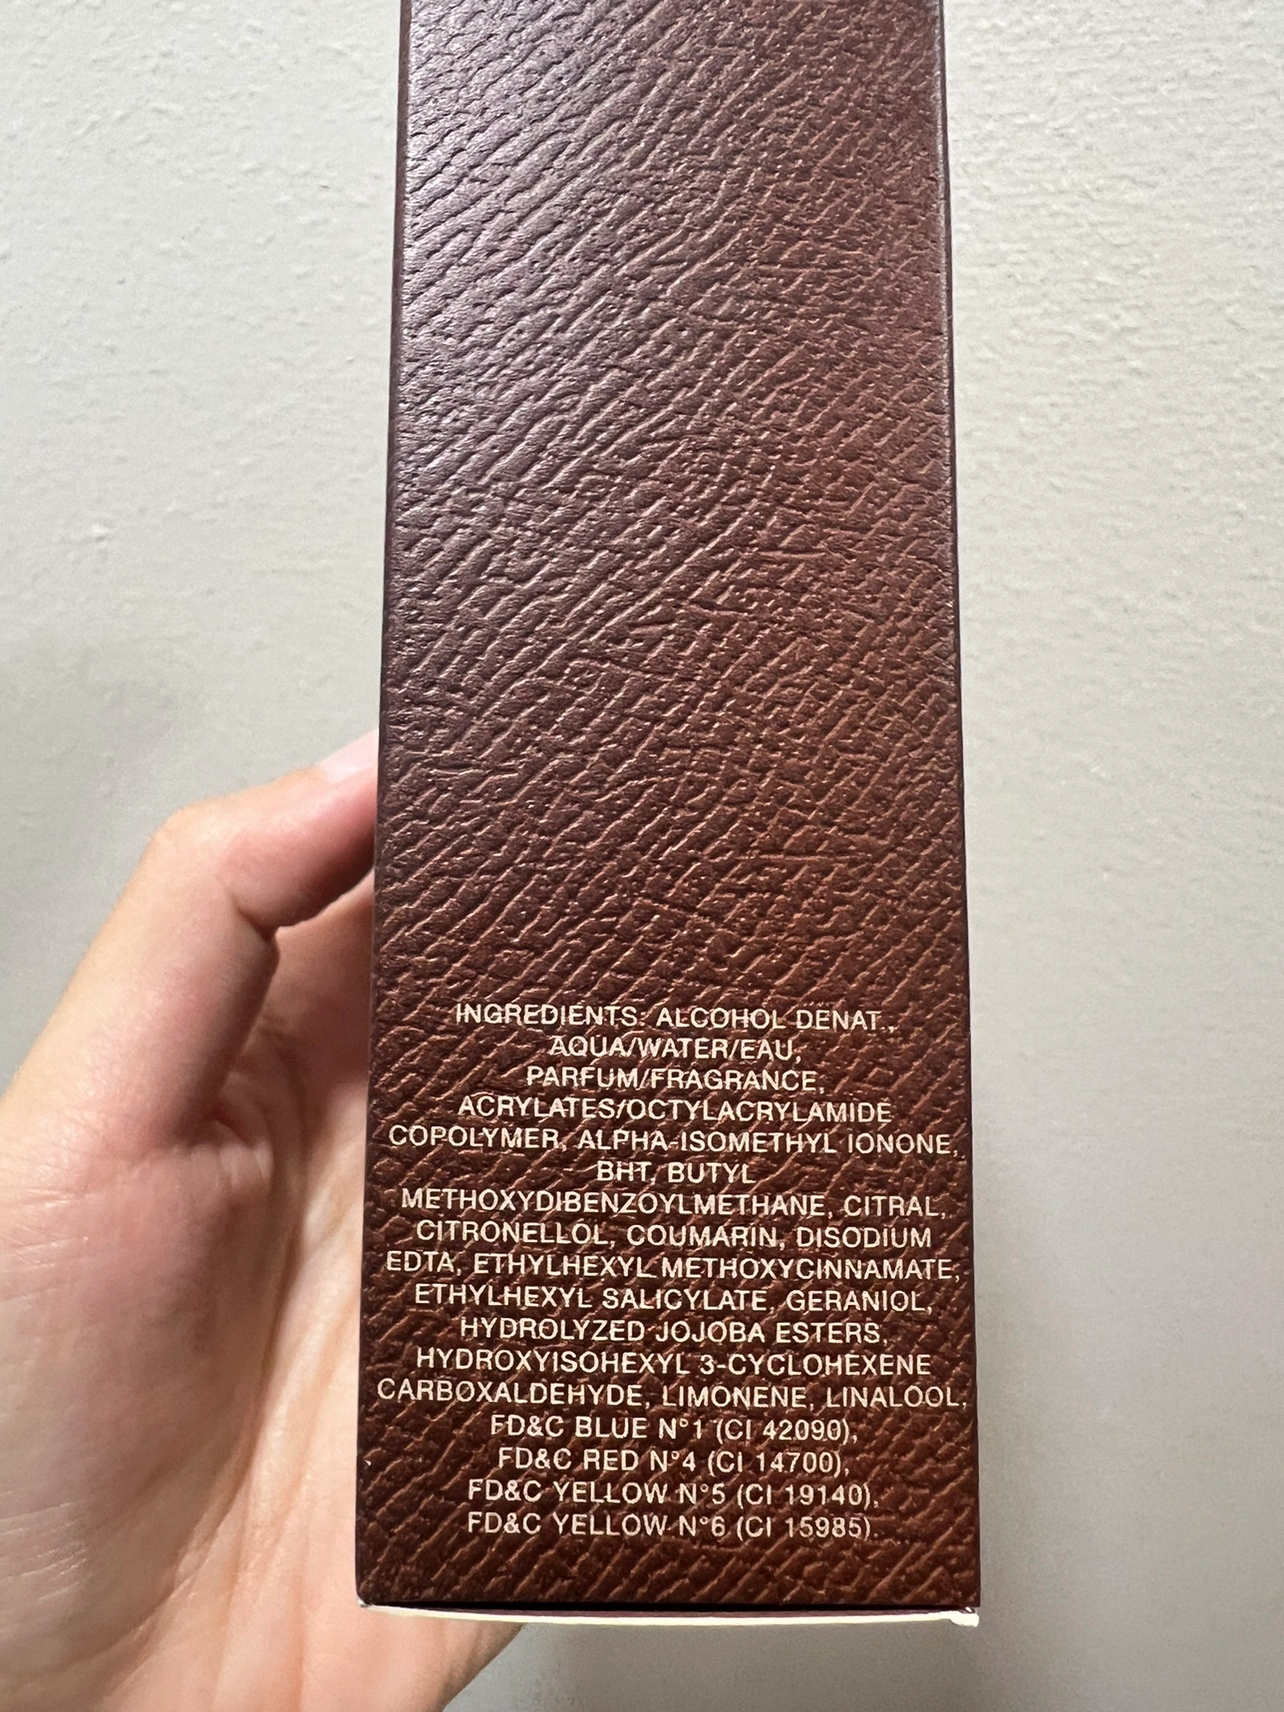 INGREDIENTS: ALCOHOL DENAT.,
AQUA/WATER/EAU,
PARFUM/FRAGRANCE,
ACRYLATES/OCTYLACRYLAMIDE
COPOLYMER, ALPHA-ISOMETHYL IONONE,
BHT, BUTYL
METHOXYDIBENZOYLMETHANE, CITRAL,
CITRONELLOL, COUMARIN, DISODIUM
EDTA, ETHYLHEXYL METHOXYCINNAMATE,
ETHYLHEXYL SALICYLATE, GERANIOL,
HYDROLYZED JOJOBA ESTERS,
HYDROXYISOHEXYL 3-CYCLOHEXENE
CARBOXALDEHYDE, LIMONENE, LINALOOL,
FD&C BLUE N°1 (CI 42090),
FD&C RED N°4 (CI 14700),
FD&C YELLOW N°5 (CI 19140),
FD&C YELLOW N°6 (CI 15985).